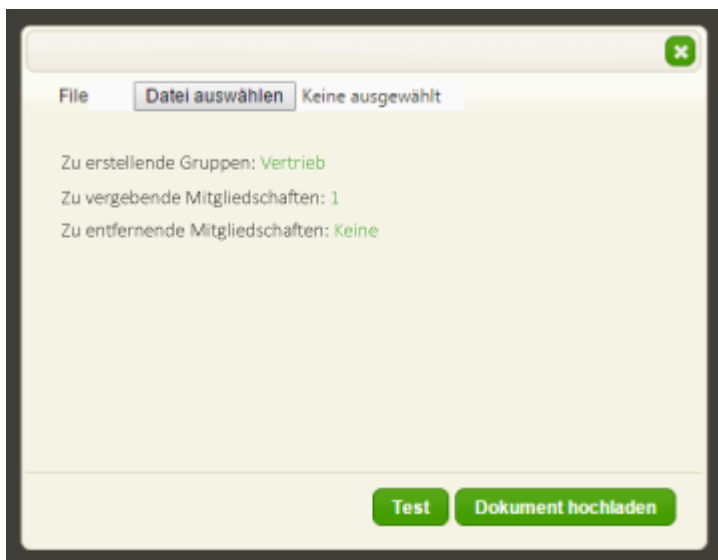 File Datei auswählen Keine ausgewählt
Zu erstellende Gruppen: Vertrieb
Zu vergebende Mitgliedschaften: 1
Zu entfernende Mitgliedschaften: Keine
Test Dokument hochladen